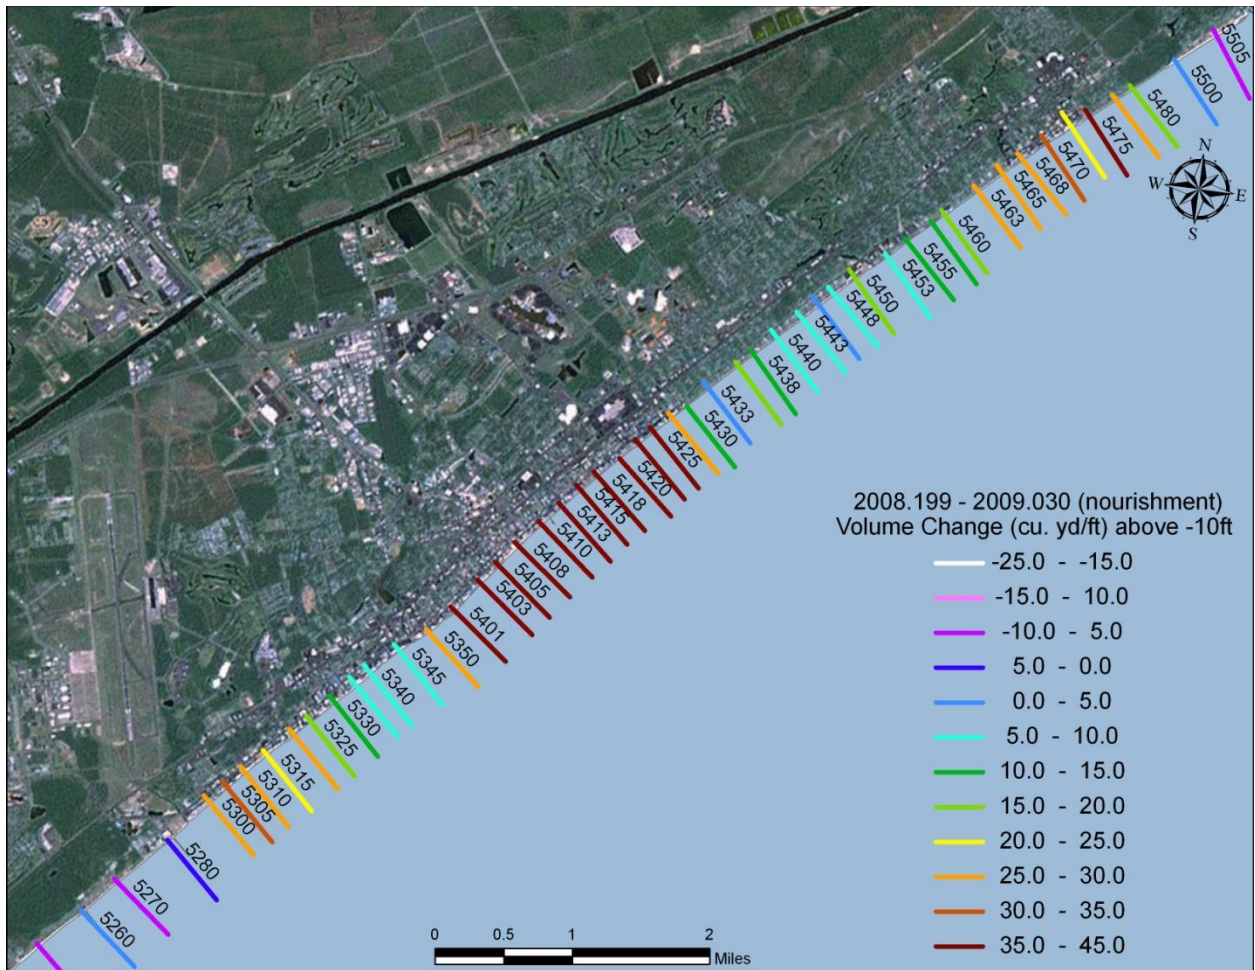 5505
5500
5480
5475
5470
5468
5465
5463
5460
5455
5453
5450
5448
5443
5440
5438
5433
5430
5425
5420
5418
5415
5413
5410
5408
5405
5403
5401
5350
5345
5340
5330
5325
5315
5310
5305
5300
5280
5270
5260
N
W E
S
2008.199 - 2009.030 (nourishment)
Volume Change (cu. yd/ft) above -10ft
-25.0 - -15.0
-15.0 - 10.0
-10.0 - 5.0
5.0 - 0.0
0.0 - 5.0
5.0 - 10.0
10.0 - 15.0
15.0 - 20.0
20.0 - 25.0
25.0 - 30.0
30.0 - 35.0
35.0 - 45.0
0 0.5 1 2
Miles